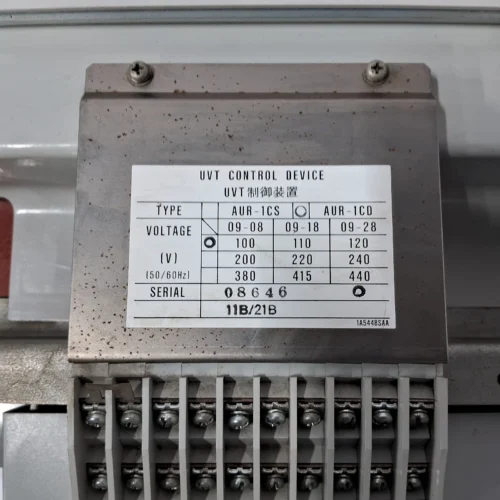 UVT CONTROL DEVICE
UVT制御装置
TYPE AUR-1CS AUR-1CD
VOLTAGE 09-08 09-18 09-28
100 110 120
(V) 200 220 240
(50/60Hz) 380 415 440
SERIAL 08646
11B/21B
1A544BSAA